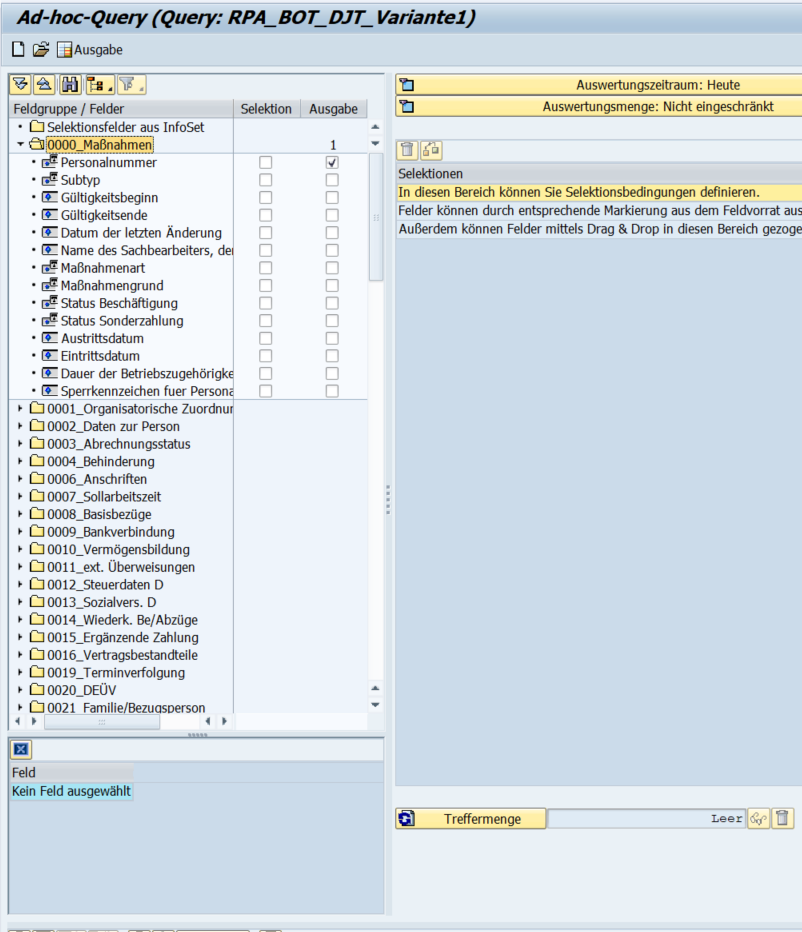 Ad-hoc-Query (Query: RPA_BOT_DJT_Variante1)
Ausgabe
Feldgruppe / Felder Selektion Ausgabe
Selektionsfelder aus InfoSet
0000_Maßnahmen 1
Personalnummer
Subtyp
Gültigkeitsbeginn
Gültigkeitsende
Datum der letzten Änderung
Name des Sachbearbeiters, der
Maßnahmenart
Maßnahmengrund
Status Beschäftigung
Status Sonderzahlung
Austrittsdatum
Eintrittsdatum
Dauer der Betriebszugehörigke
Sperrkennzeichen fuer Persona
0001_Organisatorische Zuordnur
0002_Daten zur Person
0003_Abrechnungsstatus
0004_Behinderung
0006_Anschriften
0007_Sollarbeitszeit
0008_Basisbezüge
0009_Bankverbindung
0010_Vermögensbildung
0011_ext. Überweisungen
0012_Steuerdaten D
0013_Sozialvers. D
0014_Wiederk. Be/Abzüge
0015_Ergänzende Zahlung
0016_Vertragsbestandteile
0019_Terminverfolgung
0020_DEÜV
0021_Familie/Bezugsperson
Feld
Kein Feld ausgewählt
Auswertungszeitraum: Heute
Auswertungsmenge: Nicht eingeschränkt
Selektionen
In diesen Bereich können Sie Selektionsbedingungen definieren.
Felder können durch entsprechende Markierung aus dem Feldvorrat aus
Außerdem können Felder mittels Drag & Drop in diesen Bereich gezoge
Treffermenge Leer